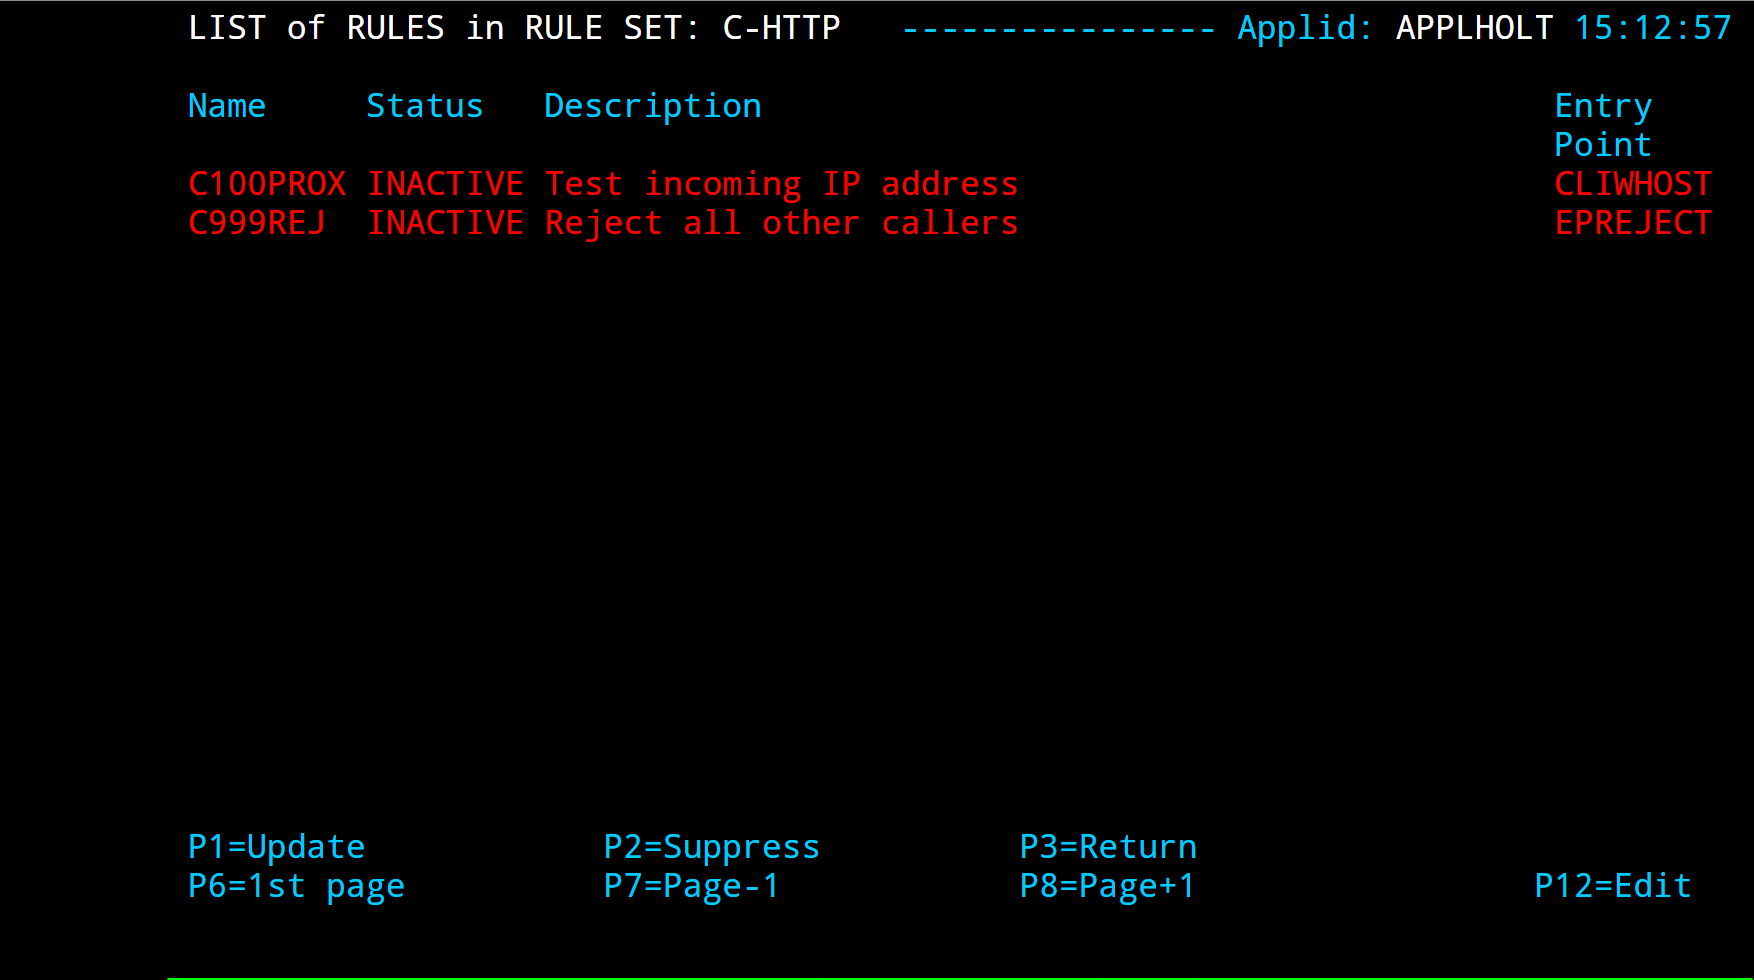 LIST of RULES in RULE SET: C-HTTP ---------------- Applid: APPLHOLT 15:12:57
Name Status Description Entry
Point
C100PROX INACTIVE Test incoming IP address CLIWHOST
C999REJ INACTIVE Reject all other callers EPREJECT
P1=Update P2=Suppress P3=Return
P6=1st page P7=Page-1 P8=Page+1 P12=Edit